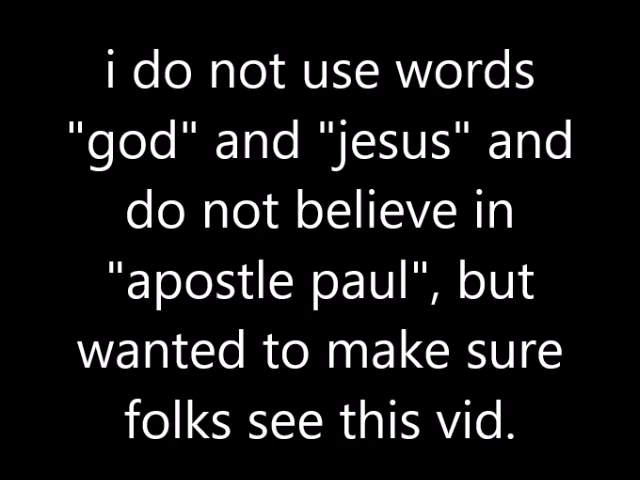 i do not use words
"god" and "jesus" and
do not believe in
"apostle paul", but
wanted to make sure
folks see this vid.